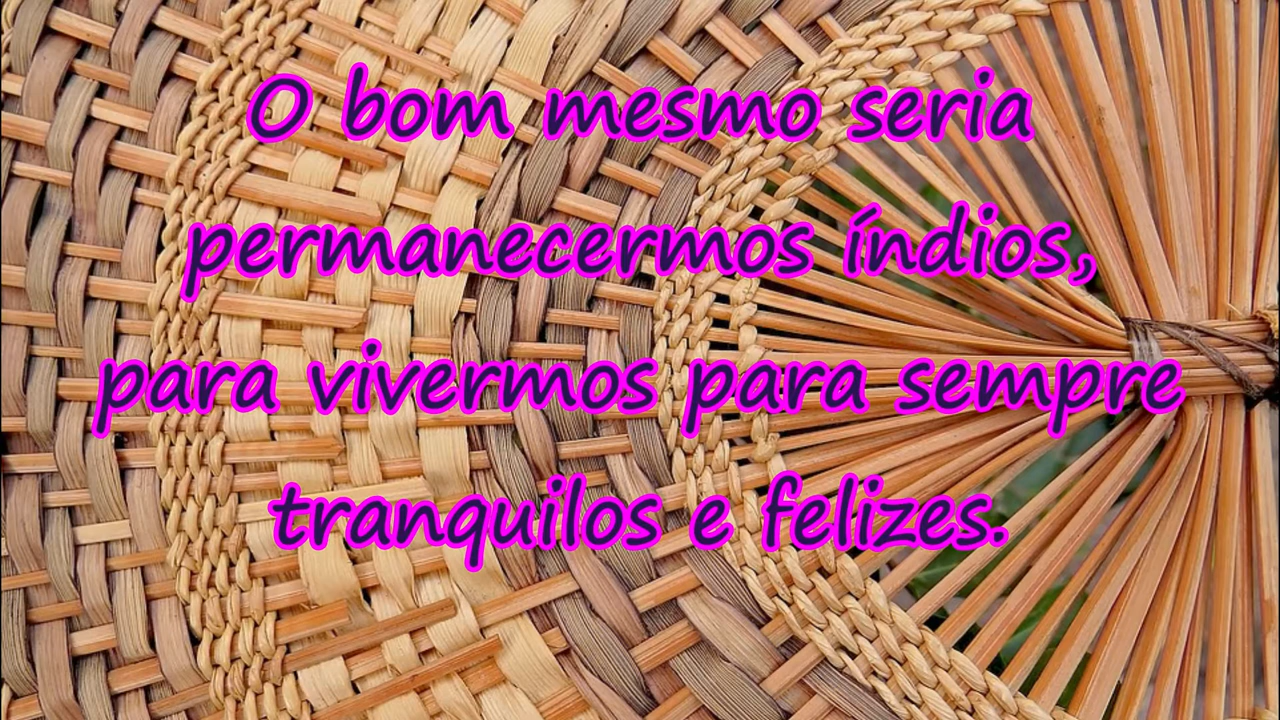 O bom mesmo seria
permanecermos índios,
para vivermos para sempre
tranquilos e felizes.